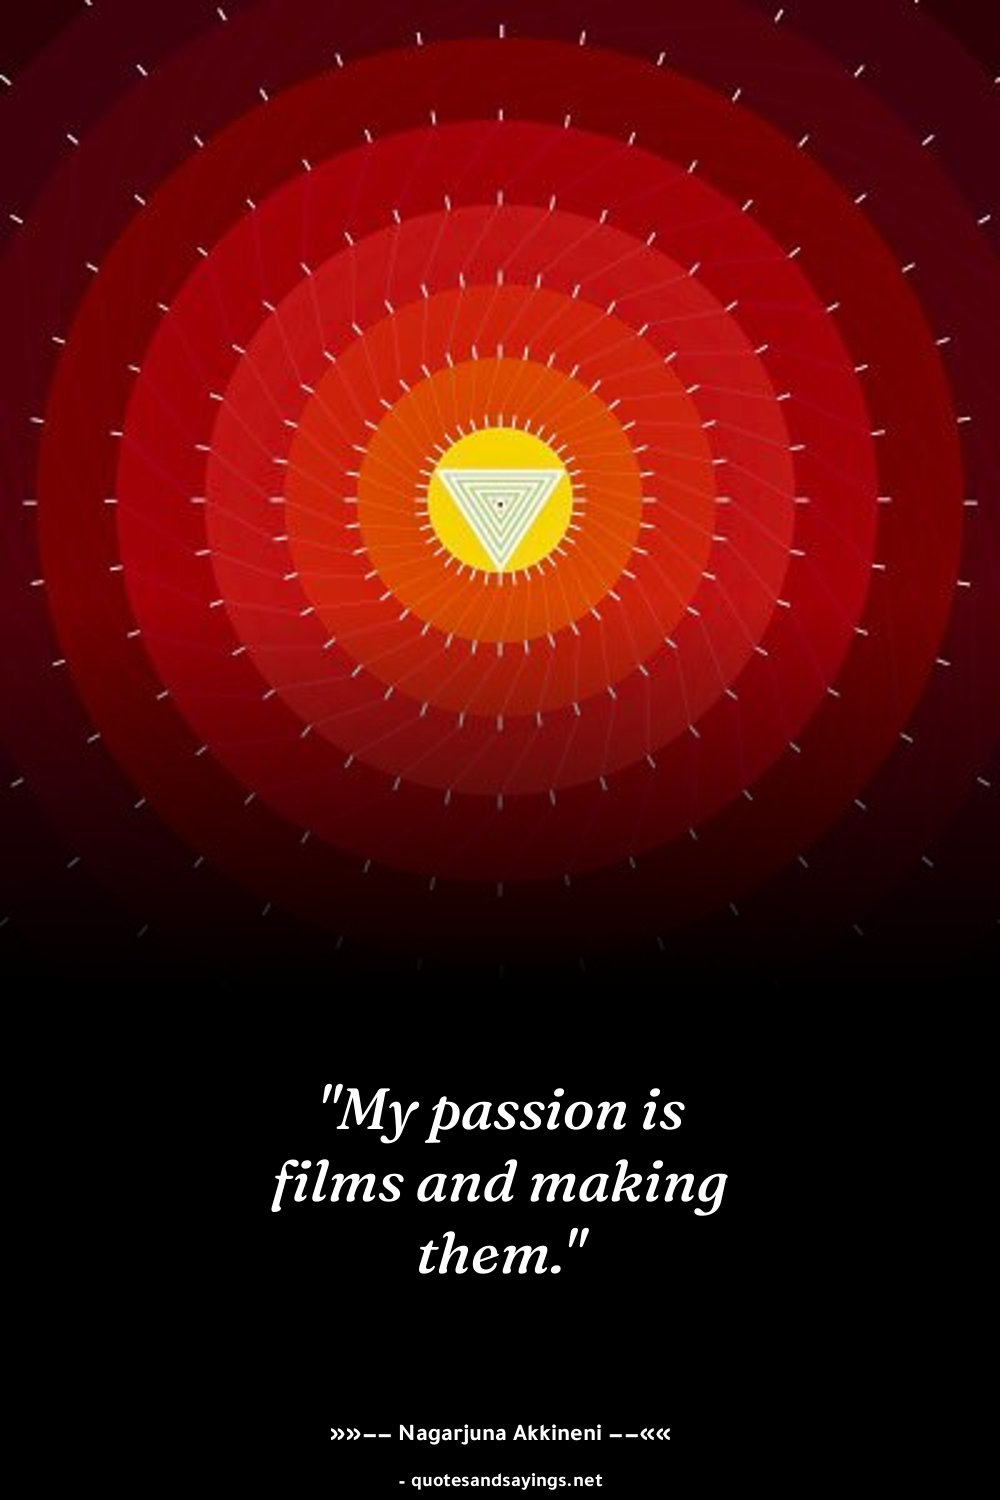 "My passion is
films and making
them."
»»–– Nagarjuna Akkineni ––««
- quotesandsayings.net